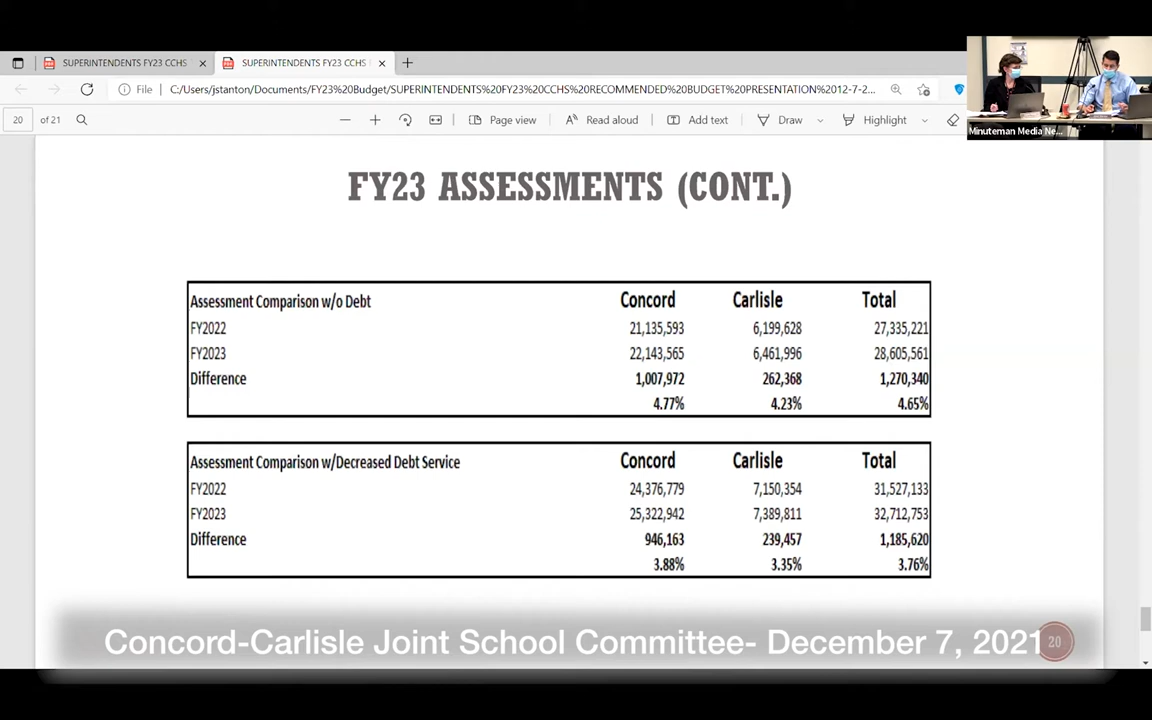 SUPERINTENDENTS FY23 CCHS
SUPERINTENDENTS FY23 CCHS
File C:/Users/jstanton/Documents/FY23%20Budget/SUPERINTENDENTS%20FY23%20CCHS%20RECOMMENDED%20BUDGET%20PRESENTATION%2012-7-2...
20 of 21 Page view Read aloud Add text Draw Highlight
Minuteman Media Ne...
FY23 ASSESSMENTS (CONT.)
Assessment Comparison w/o Debt Concord Carlisle Total
FY2022 21,135,593 6,199,628 27,335,221
FY2023 22,143,565 6,461,996 28,605,561
Difference 1,007,972 262,368 1,270,340
4.77% 4.23% 4.65%
Assessment Comparison w/Decreased Debt Service Concord Carlisle Total
FY2022 24,376,779 7,150,354 31,527,133
FY2023 25,322,942 7,389,811 32,712,753
Difference 946,163 239,457 1,185,620
3.88% 3.35% 3.76%
Concord-Carlisle Joint School Committee- December 7, 2021
20